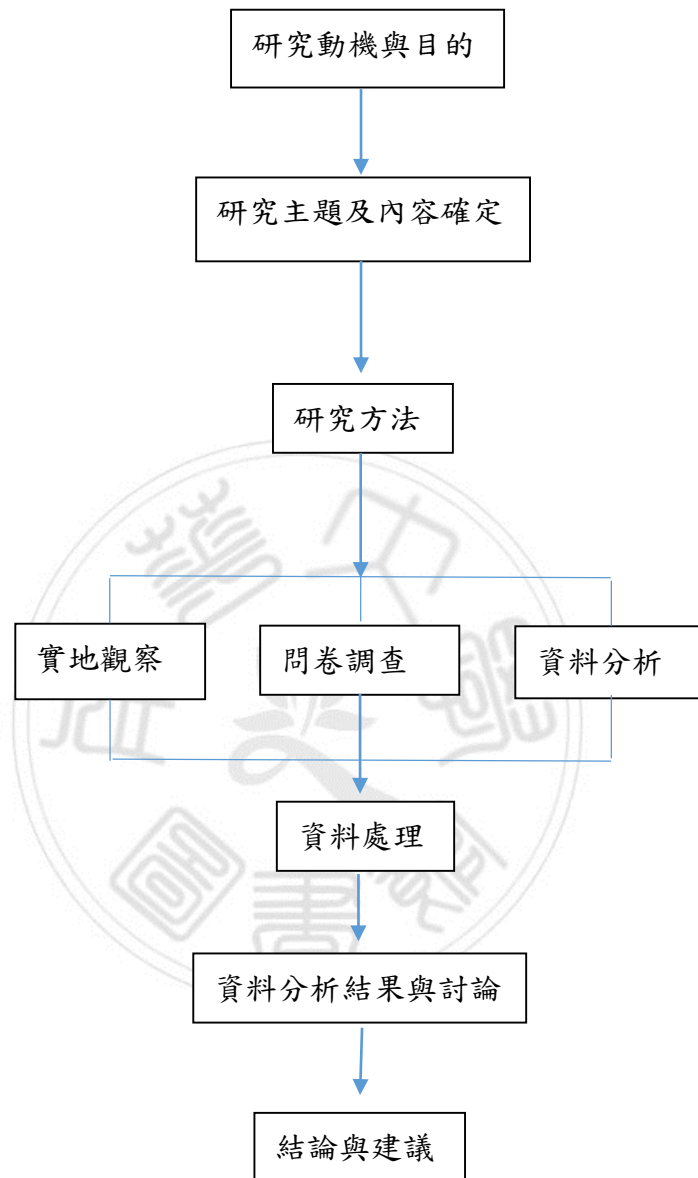 研究動機與目的
研究主題及內容確定
研究方法
實地觀察
問卷調查
資料分析
資料處理
資料分析結果與討論
結論與建議